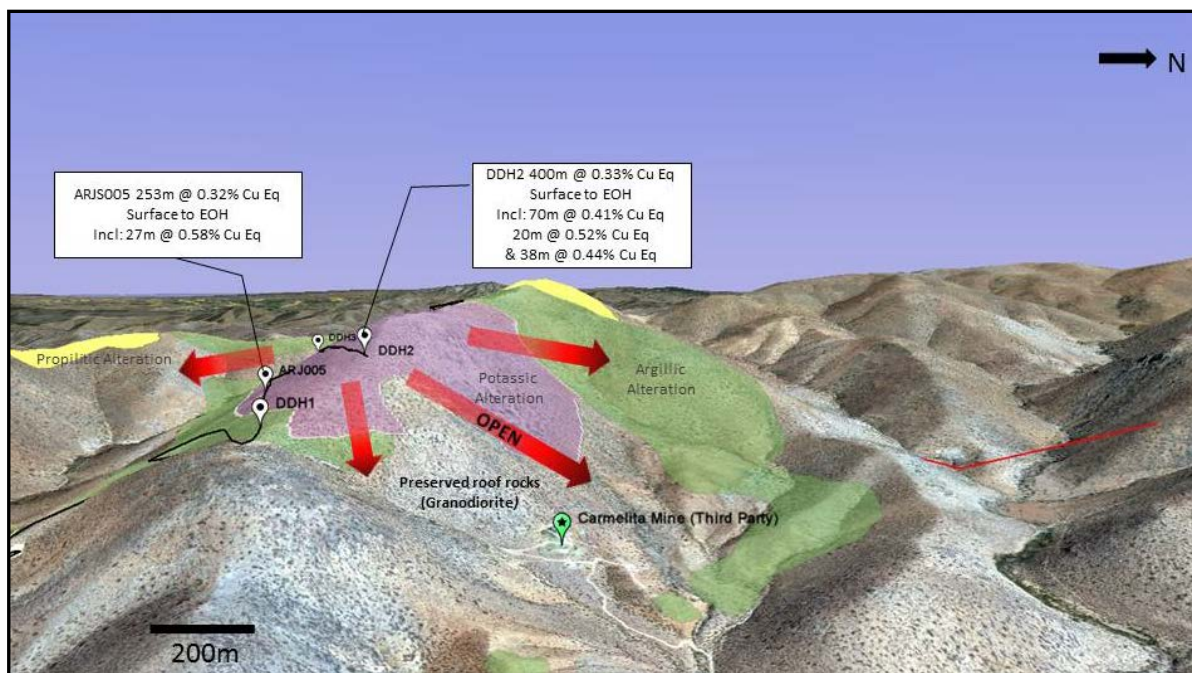 N
ARJS005 253m @ 0.32% Cu Eq
Surface to EOH
Incl: 27m @ 0.58% Cu Eq
DDH2 400m @ 0.33% Cu Eq
Surface to EOH
Incl: 70m @ 0.41% Cu Eq
20m @ 0.52% Cu Eq
& 38m @ 0.44% Cu Eq
Propilitic Alteration
DDH3
DDH2
ARJ005
DDH1
Potassic
Alteration
Argillic
Alteration
OPEN
Preserved roof rocks
(Granodiorite)
Carmelita Mine (Third Party)
200m